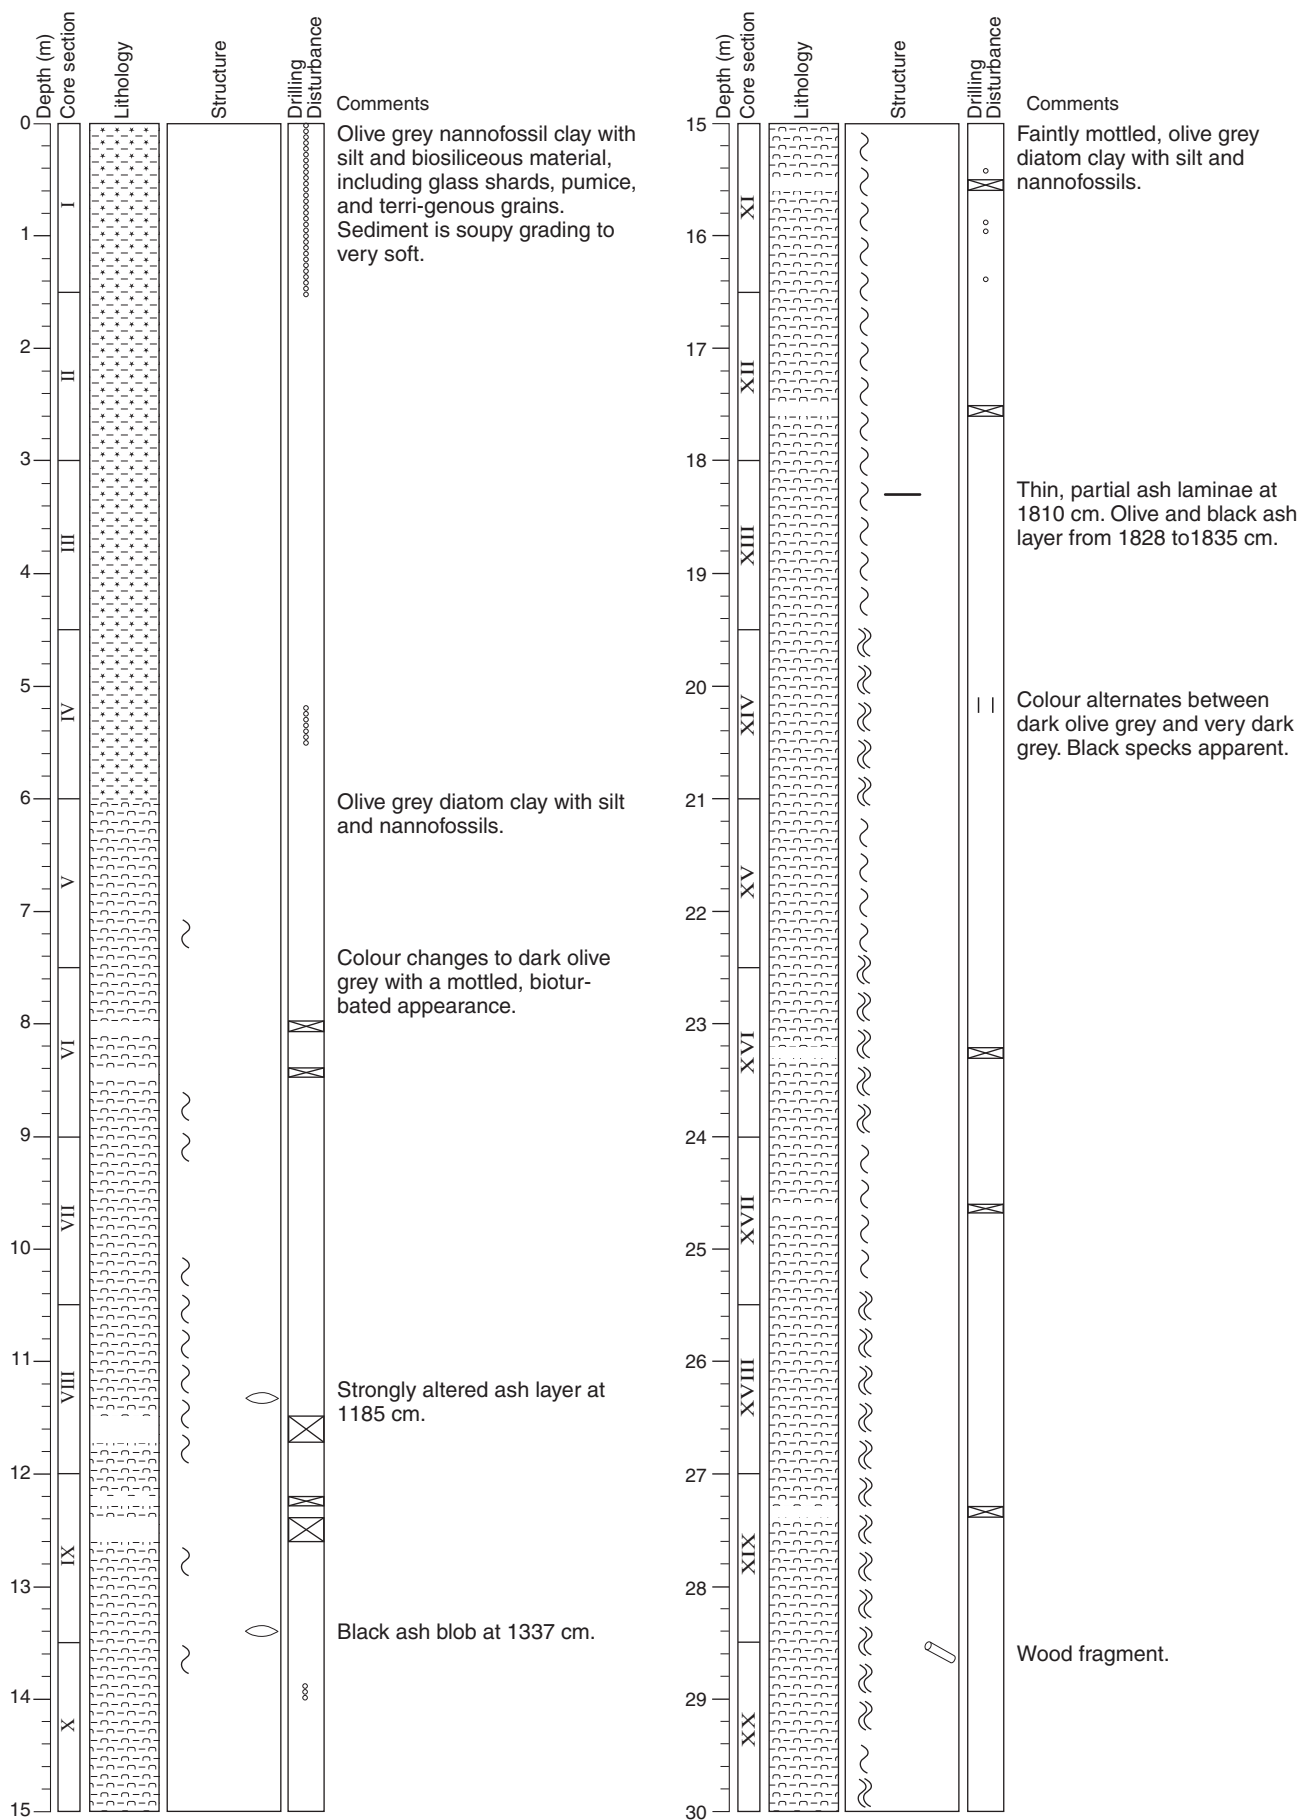 Depth (m)
Core section
Lithology
Structure
Drilling
Disturbance
Comments
0
1
2
3
4
5
6
7
8
9
10
11
12
13
14
15
I
II
III
IV
V
VI
VII
VIII
IX
X
Olive grey nannofossil clay with
silt and biosiliceous material,
including glass shards, pumice,
and terri-genous grains.
Sediment is soupy grading to
very soft.
Olive grey diatom clay with silt
and nannofossils.
Colour changes to dark olive
grey with a mottled, biotur-
bated appearance.
Strongly altered ash layer at
1185 cm.
Black ash blob at 1337 cm.
Depth (m)
Core section
Lithology
Structure
Drilling
Disturbance
Comments
15
16
17
18
19
20
21
22
23
24
25
26
27
28
29
30
XI
XII
XIII
XIV
XV
XVI
XVII
XVIII
XIX
XX
Faintly mottled, olive grey
diatom clay with silt and
nannofossils.
Thin, partial ash laminae at
1810 cm. Olive and black ash
layer from 1828 to1835 cm.
Colour alternates between
dark olive grey and very dark
grey. Black specks apparent.
Wood fragment.